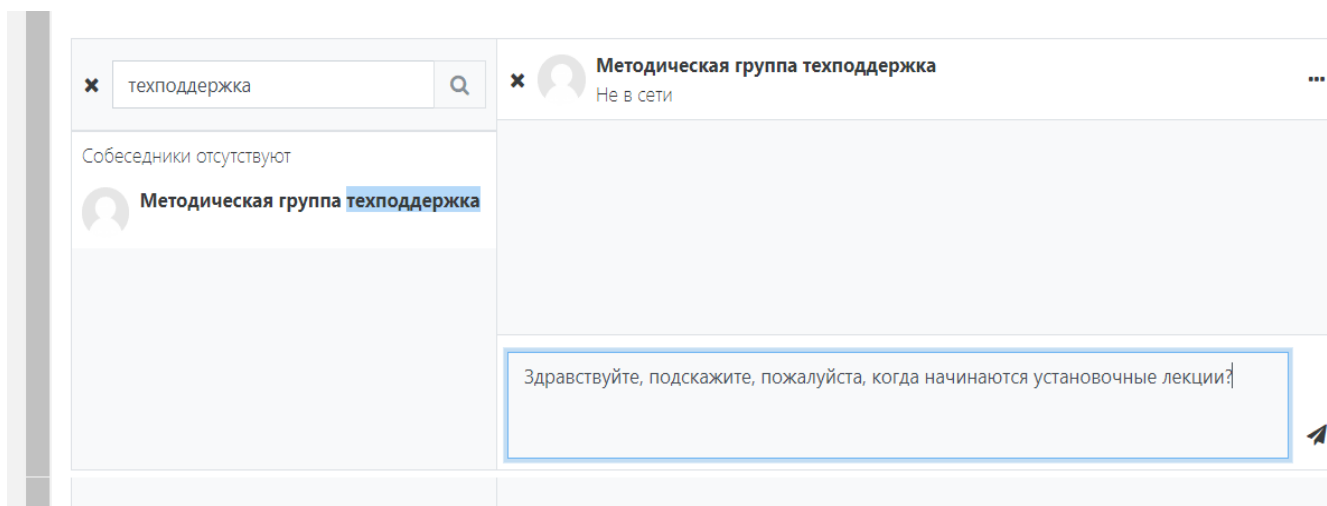 техподдержка
Собеседники отсутствуют
Методическая группа техподдержка
Методическая группа техподдержка
Не в сети
Здравствуйте, подскажите, пожалуйста, когда начинаются установочные лекции?